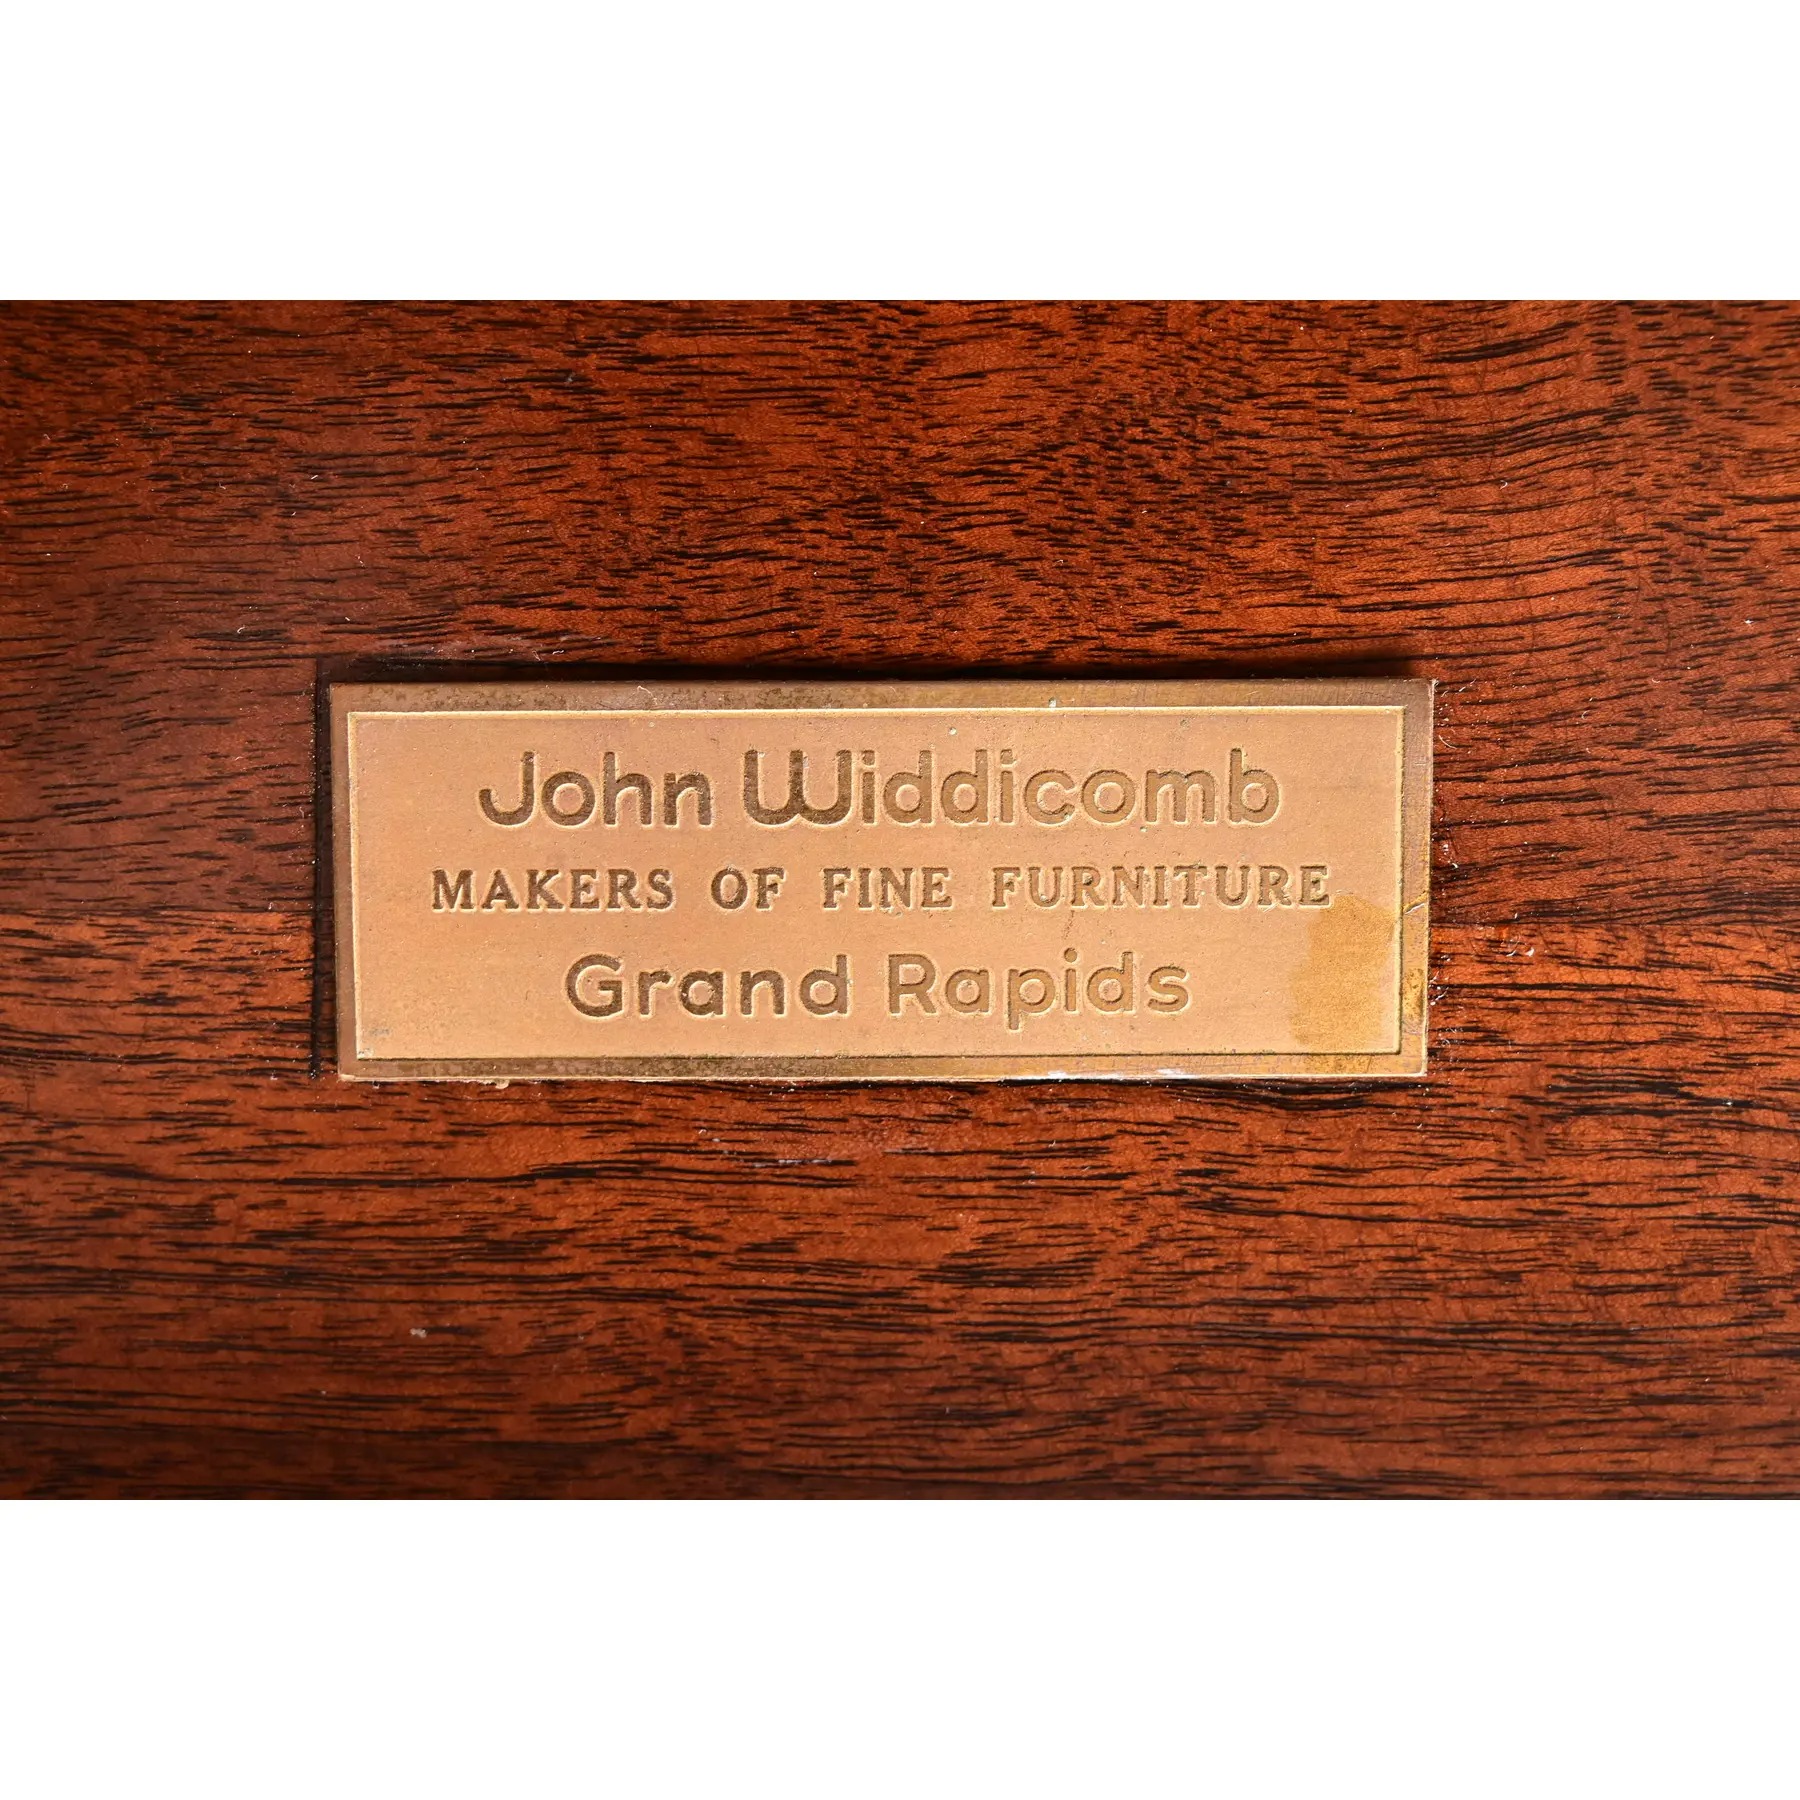 John Widdicomb
MAKERS OF FINE FURNITURE
Grand Rapids